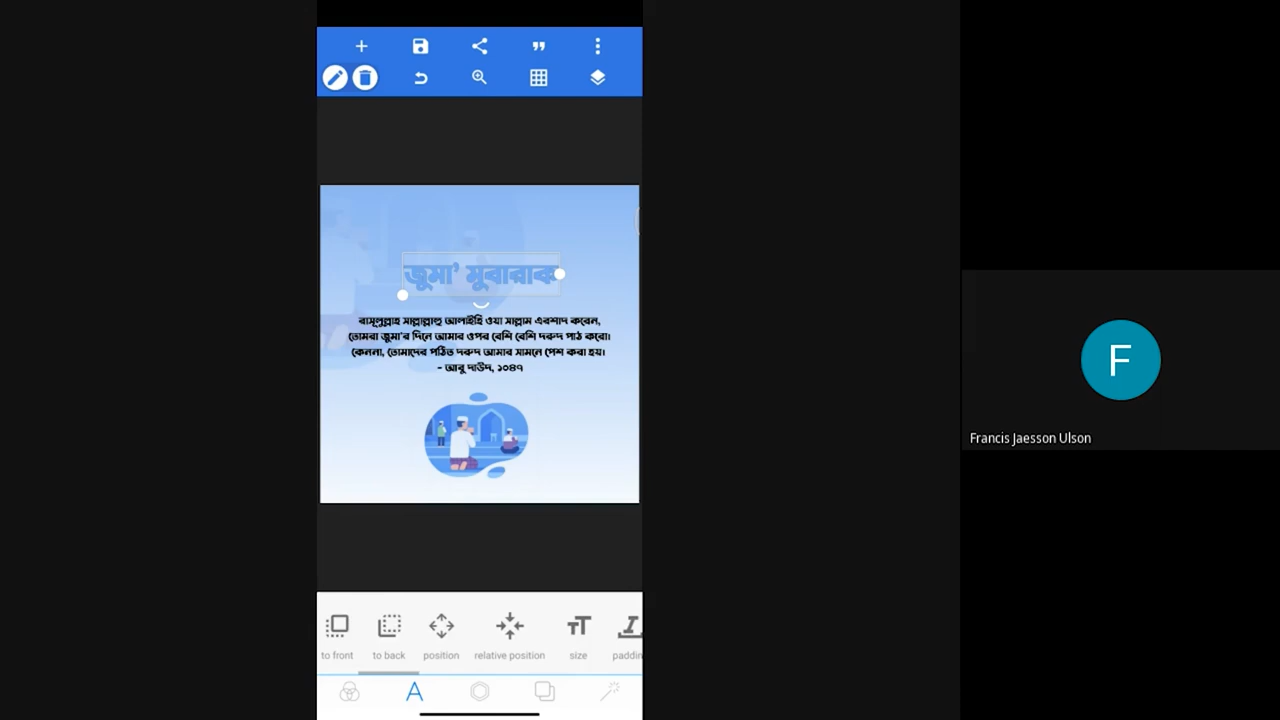 জুমা’ মুবারাক
রাসূলুল্লাহ সাল্লাল্লাহু আলাইহি ওয়া সাল্লাম এরশাদ করেন,
তোমরা জুমা’র দিনে আমার ওপর বেশি বেশি দরুদ পাঠ করো।
কেননা, তোমাদের পঠিত দরুদ আমার সামনে পেশ করা হয়।
- আবু দাউদ, ১০৪৭
F
Francis Jaesson Ulson
to front to back position relative position size paddin
A